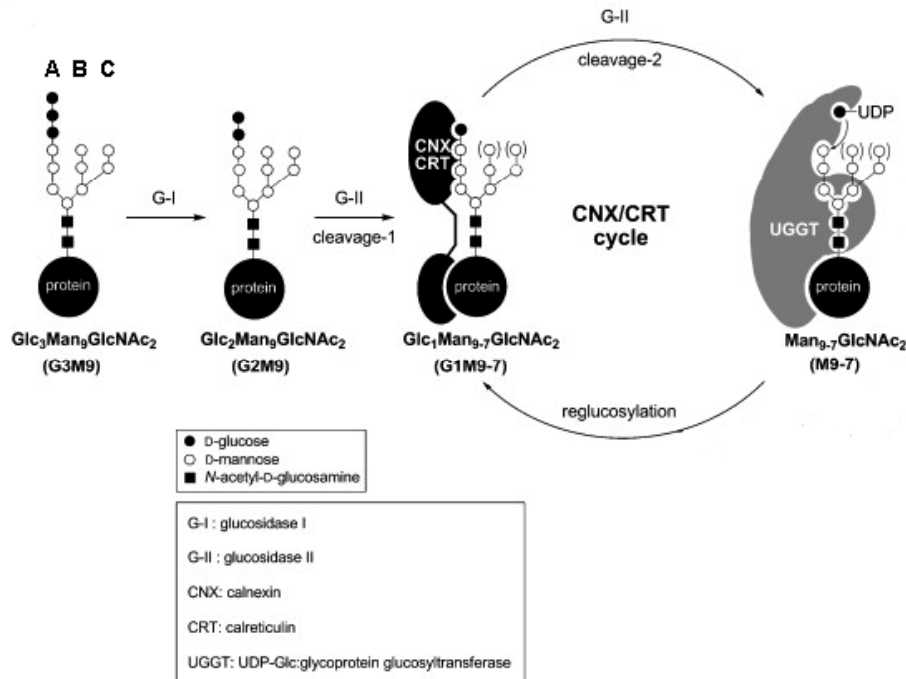 A B C
G-II
cleavage-2
UDP
CNX
CRT
( ) ( )
( ) ( )
G-I
G-II
cleavage-1
CNX/CRT
cycle
UGGT
protein
protein
protein
protein
Glc₃Man₉GlcNAc₂
(G3M9)
Glc₂Man₉GlcNAc₂
(G2M9)
Glc₁Man₉₋₇GlcNAc₂
(G1M9-7)
Man₉₋₇GlcNAc₂
(M9-7)
reglucosylation
D-glucose
D-mannose
N-acetyl-D-glucosamine
G-I : glucosidase I
G-II : glucosidase II
CNX: calnexin
CRT: calreticulin
UGGT: UDP-Glc:glycoprotein glucosyltransferase